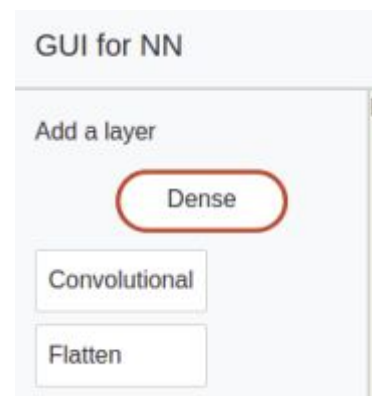 GUI for NN
Add a layer
Dense
Convolutional
Flatten